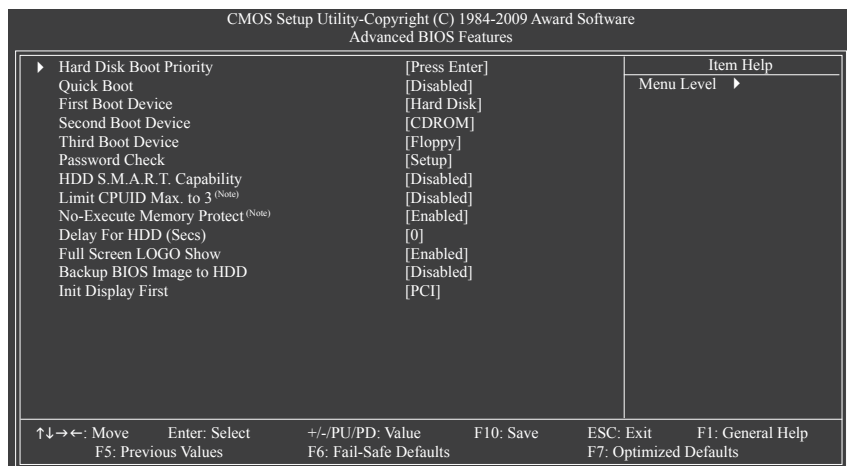 CMOS Setup Utility-Copyright (C) 1984-2009 Award Software
Advanced BIOS Features
Hard Disk Boot Priority [Press Enter]
Quick Boot [Disabled]
First Boot Device [Hard Disk]
Second Boot Device [CDROM]
Third Boot Device [Floppy]
Password Check [Setup]
HDD S.M.A.R.T. Capability [Disabled]
Limit CPUID Max. to 3 (Note) [Disabled]
No-Execute Memory Protect (Note) [Enabled]
Delay For HDD (Secs) [0]
Full Screen LOGO Show [Enabled]
Backup BIOS Image to HDD [Disabled]
Init Display First [PCI]
Item Help
Menu Level
↑↓→←: Move Enter: Select +/-/PU/PD: Value F10: Save ESC: Exit F1: General Help
F5: Previous Values F6: Fail-Safe Defaults F7: Optimized Defaults